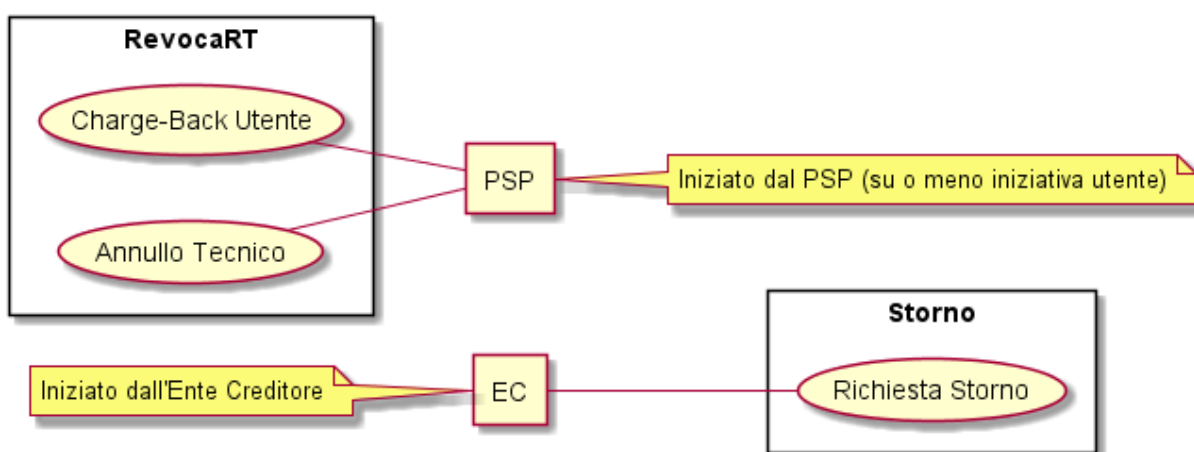 RevocaRT
Charge-Back Utente
PSP
Iniziato dal PSP (su o meno iniziativa utente)
Annullo Tecnico
Storno
Iniziato dall'Ente Creditore
EC
Richiesta Storno